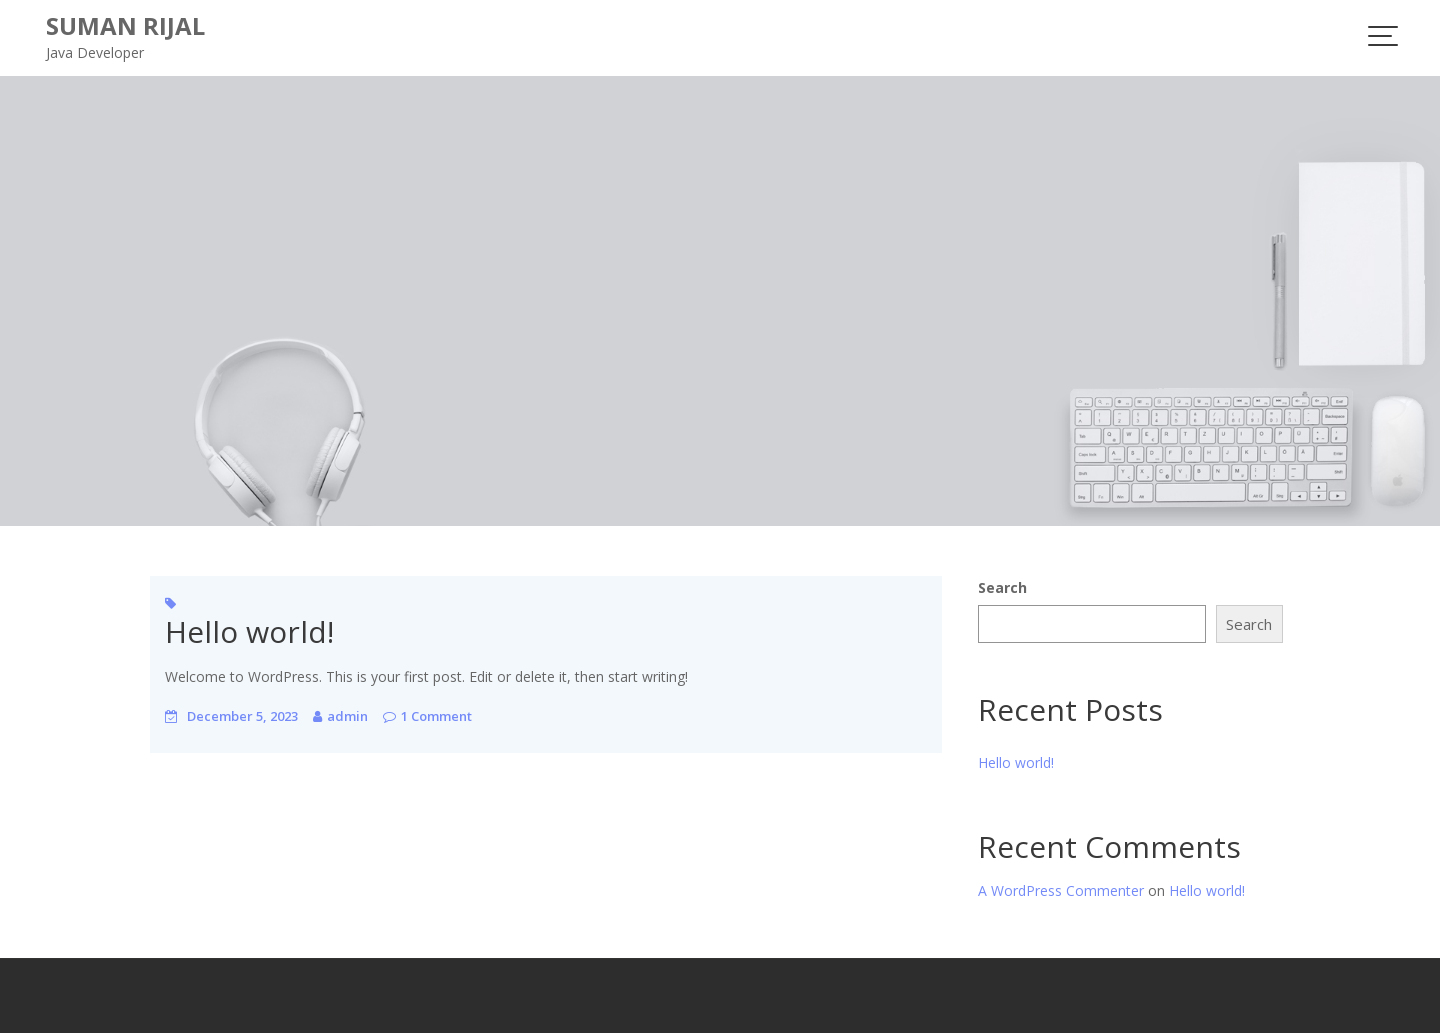 SUMAN RIJAL
Java Developer
Hello world!
Welcome to WordPress. This is your first post. Edit or delete it, then start writing!
December 5, 2023 admin 1 Comment
Search
Search
Recent Posts
Hello world!
Recent Comments
A WordPress Commenter on Hello world!